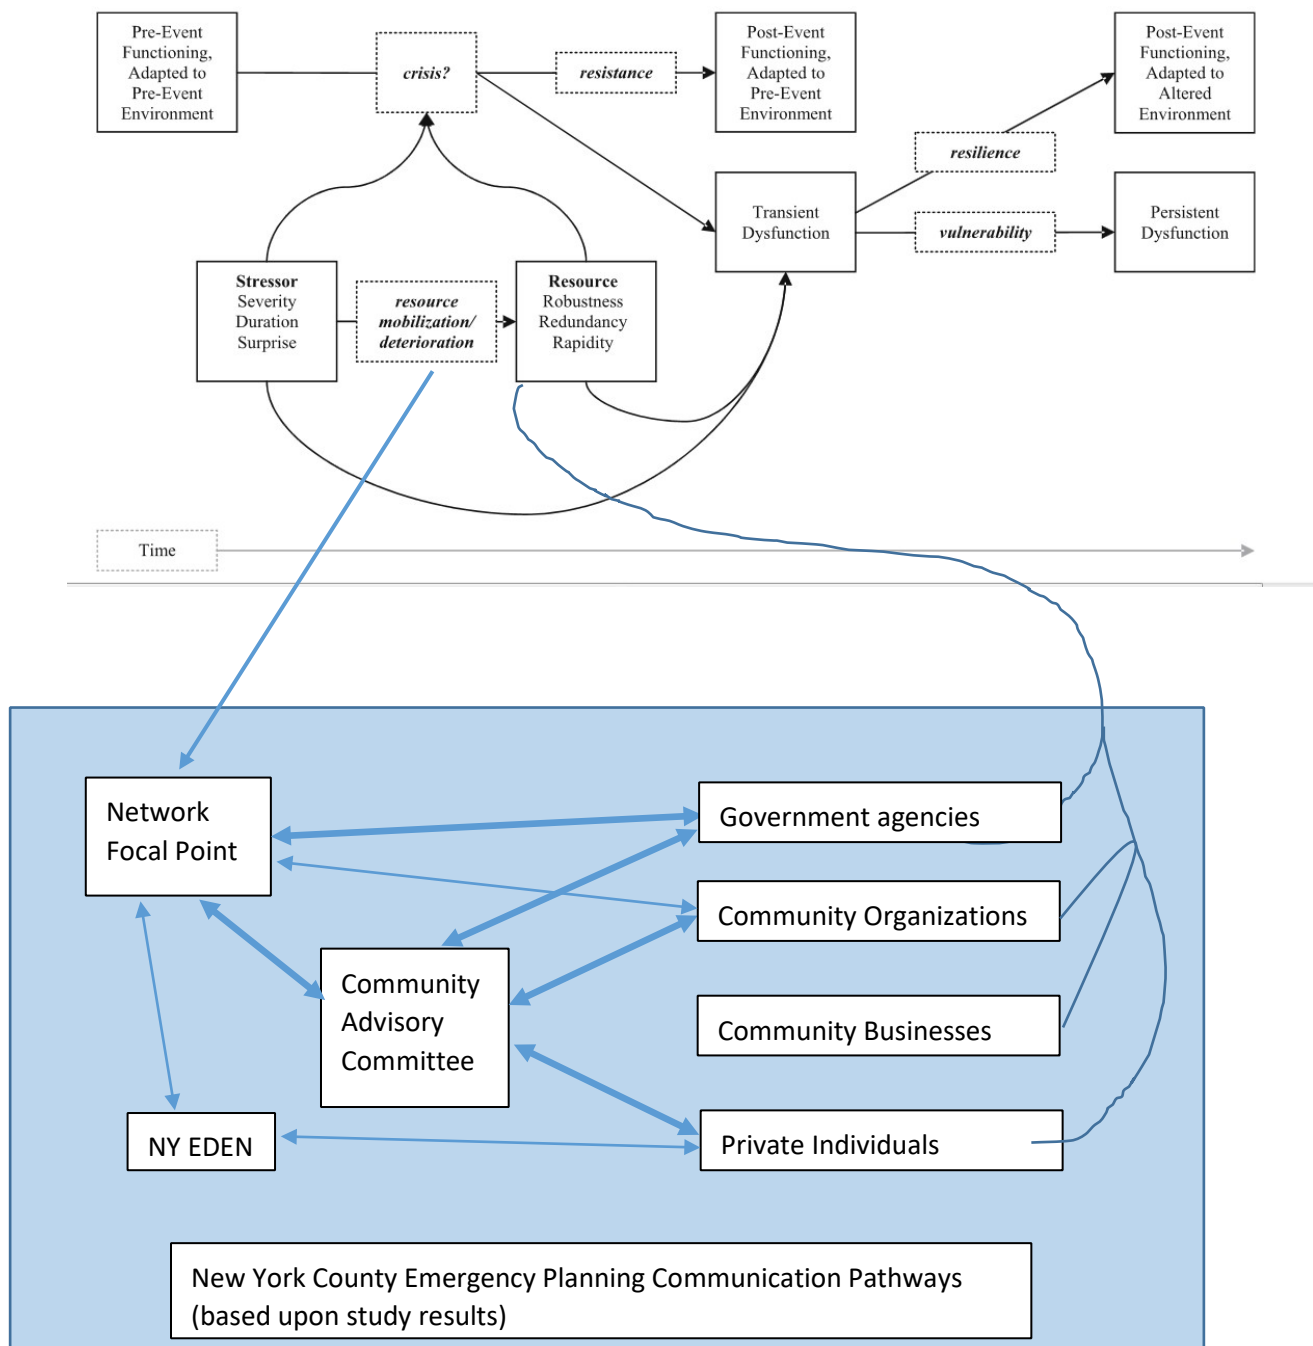 Pre-Event
Functioning,
Adapted to
Pre-Event
Environment
crisis?
resistance
Post-Event
Functioning,
Adapted to
Pre-Event
Environment
Post-Event
Functioning,
Adapted to
Altered
Environment
resilience
Transient
Dysfunction
vulnerability
Persistent
Dysfunction
Stressor
Severity
Duration
Surprise
resource
mobilization/
deterioration
Resource
Robustness
Redundancy
Rapidity
Time
Network
Focal Point
Government agencies
Community Organizations
Community
Advisory
Committee
Community Businesses
NY EDEN
Private Individuals
New York County Emergency Planning Communication Pathways
(based upon study results)